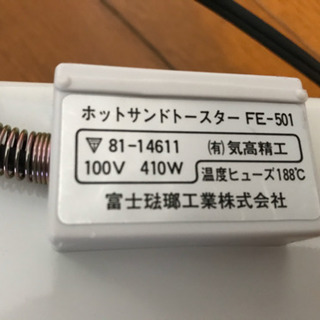 ホットサンドトースター FE-501
81-14611 ㈲気高精工
100V 410W 温度ヒューズ188℃
富士琺瑯工業株式会社